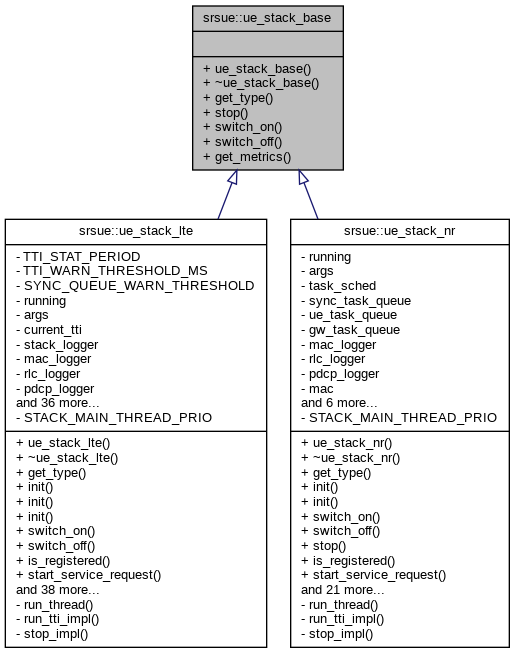 srsue::ue_stack_base
+ ue_stack_base()
+ ~ue_stack_base()
+ get_type()
+ stop()
+ switch_on()
+ switch_off()
+ get_metrics()
srsue::ue_stack_lte
- TTI_STAT_PERIOD
- TTI_WARN_THRESHOLD_MS
- SYNC_QUEUE_WARN_THRESHOLD
- running
- args
- current_tti
- stack_logger
- mac_logger
- rlc_logger
- pdcp_logger
and 36 more...
- STACK_MAIN_THREAD_PRIO
+ ue_stack_lte()
+ ~ue_stack_lte()
+ get_type()
+ init()
+ init()
+ init()
+ switch_on()
+ switch_off()
+ is_registered()
+ start_service_request()
and 38 more...
- run_thread()
- run_tti_impl()
- stop_impl()
srsue::ue_stack_nr
- running
- args
- task_sched
- sync_task_queue
- ue_task_queue
- gw_task_queue
- mac_logger
- rlc_logger
- pdcp_logger
- mac
and 6 more...
- STACK_MAIN_THREAD_PRIO
+ ue_stack_nr()
+ ~ue_stack_nr()
+ get_type()
+ init()
+ init()
+ switch_on()
+ switch_off()
+ stop()
+ is_registered()
+ start_service_request()
and 21 more...
- run_thread()
- run_tti_impl()
- stop_impl()